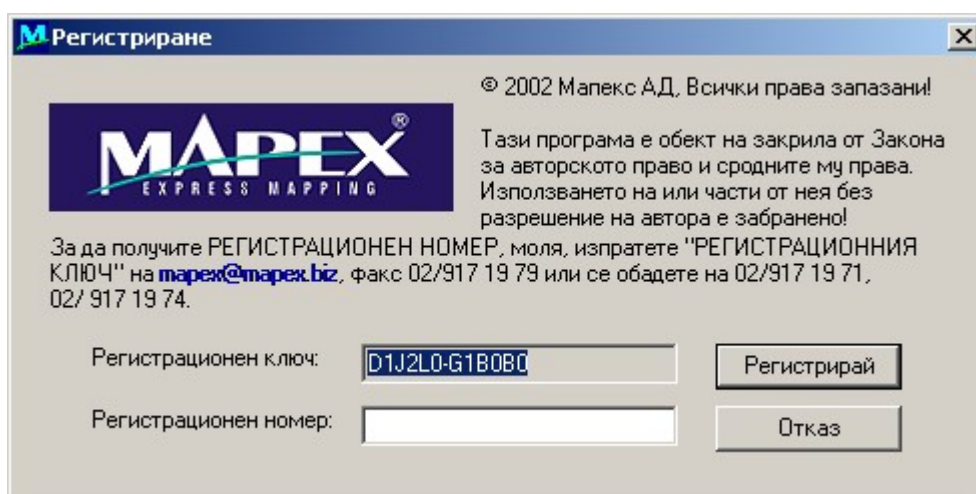 Регистриране
© 2002 Мапекс АД, Всички права запазани!
MAPEX®
EXPRESS MAPPING
Тази програма е обект на закрила от Закона
за авторското право и сродните му права.
Използването на или части от нея без
разрешение на автора е забранено!
За да получите РЕГИСТРАЦИОНЕН НОМЕР, моля, изпратете "РЕГИСТРАЦИОННИЯ
КЛЮЧ" на mapex@mapex.biz, факс 02/917 19 79 или се обадете на 02/917 19 71,
02/ 917 19 74.
Регистрационен ключ: D1J2L0-G1B0B0 Регистрирай
Регистрационен номер: Отказ